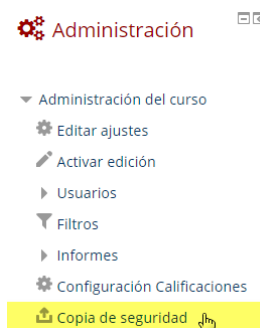 Administración
Administración del curso
Editar ajustes
Activar edición
Usuarios
Filtros
Informes
Configuración Calificaciones
Copia de seguridad